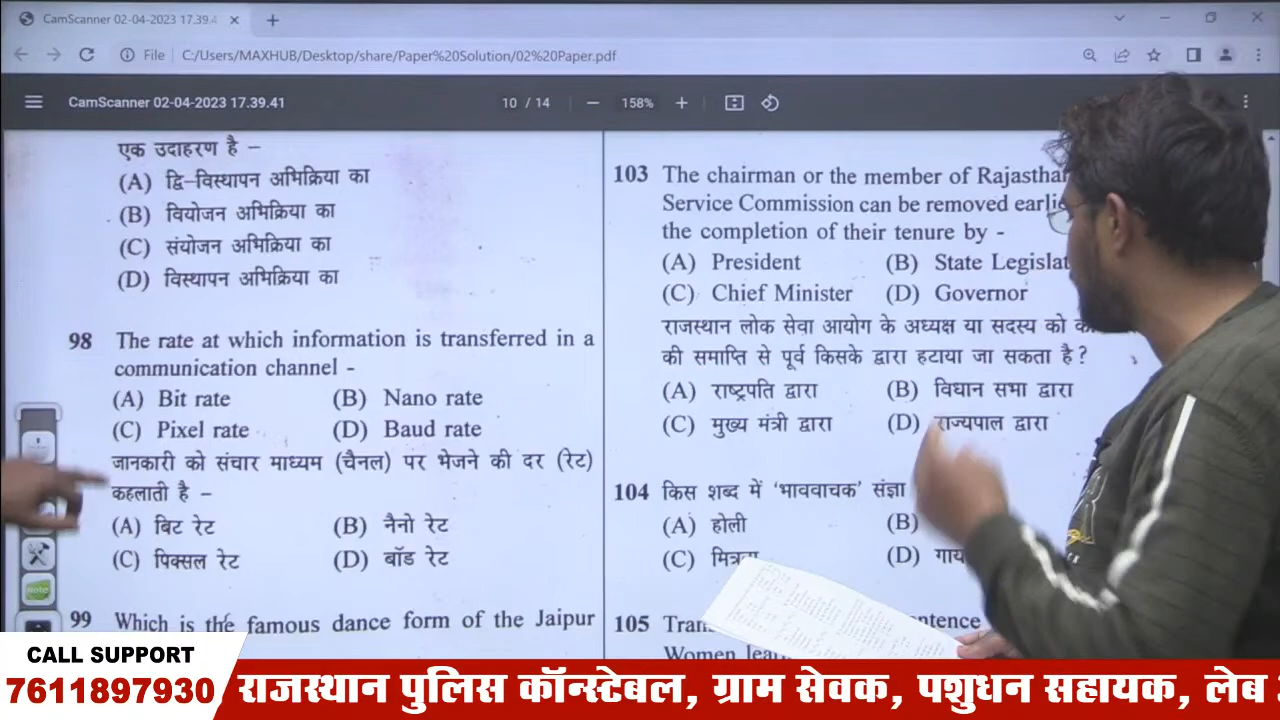 CamScanner 02-04-2023 17.39.4
File C:/Users/MAXHUB/Desktop/share/Paper%20Solution/02%20Paper.pdf
CamScanner 02-04-2023 17.39.41
10 / 14
158%
एक उदाहरण है –
(A) द्वि–विस्थापन अभिक्रिया का
(B) वियोजन अभिक्रिया का
(C) संयोजन अभिक्रिया का
(D) विस्थापन अभिक्रिया का
98 The rate at which information is transferred in a
communication channel -
(A) Bit rate (B) Nano rate
(C) Pixel rate (D) Baud rate
जानकारी को संचार माध्यम (चैनल) पर भेजने की दर (रेट)
कहलाती है –
(A) बिट रेट (B) नैनो रेट
(C) पिक्सल रेट (D) बॉड रेट
99 Which is the famous dance form of the Jaipur
103 The chairman or the member of Rajasthan
Service Commission can be removed
the completion of their tenure by -
(A) President (B) State
(C) Chief Minister (D) Governor
राजस्थान लोक सेवा आयोग के अध्यक्ष या सदस्य को
की समाप्ति से पूर्व किसके द्वारा हटाया जा सकता है?
(A) राष्ट्रपति द्वारा (B) विधान सभा द्वारा
(C) मुख्य मंत्री द्वारा (D) राज्यपाल द्वारा
104 किस शब्द में 'भाववाचक' संज्ञा
(A) होली (B)
(C) मित्रता (D)
105
Women
Note
CALL SUPPORT
7611897930
राजस्थान पुलिस कॉन्स्टेबल, ग्राम सेवक, पशुधन सहायक, लेब